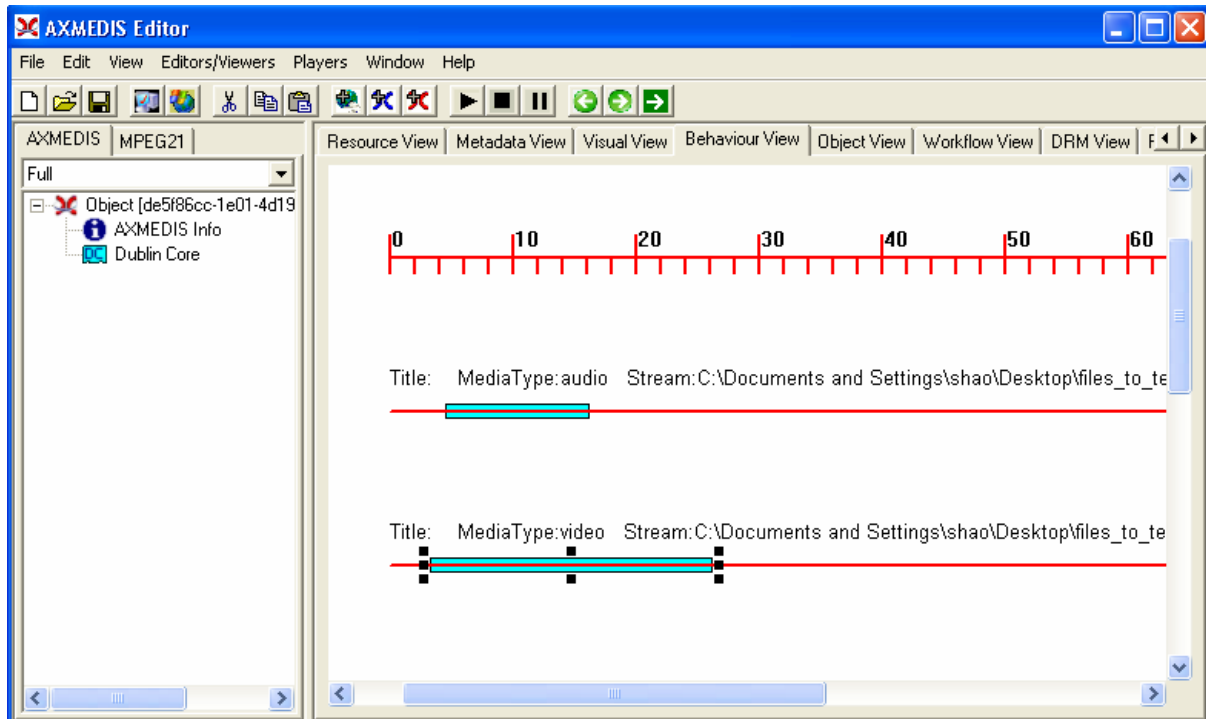 AXMEDIS Editor
File Edit View Editors/Viewers Players Window Help
AXMEDIS MPEG21
Resource View Metadata View Visual View Behaviour View Object View Workflow View DRM View
Full
Object [de5f86cc-1e01-4d19
AXMEDIS Info
DC Dublin Core
0 10 20 30 40 50 60
Title: MediaType:audio Stream:C:\Documents and Settings\shao\Desktop\files_to_te
Title: MediaType:video Stream:C:\Documents and Settings\shao\Desktop\files_to_te